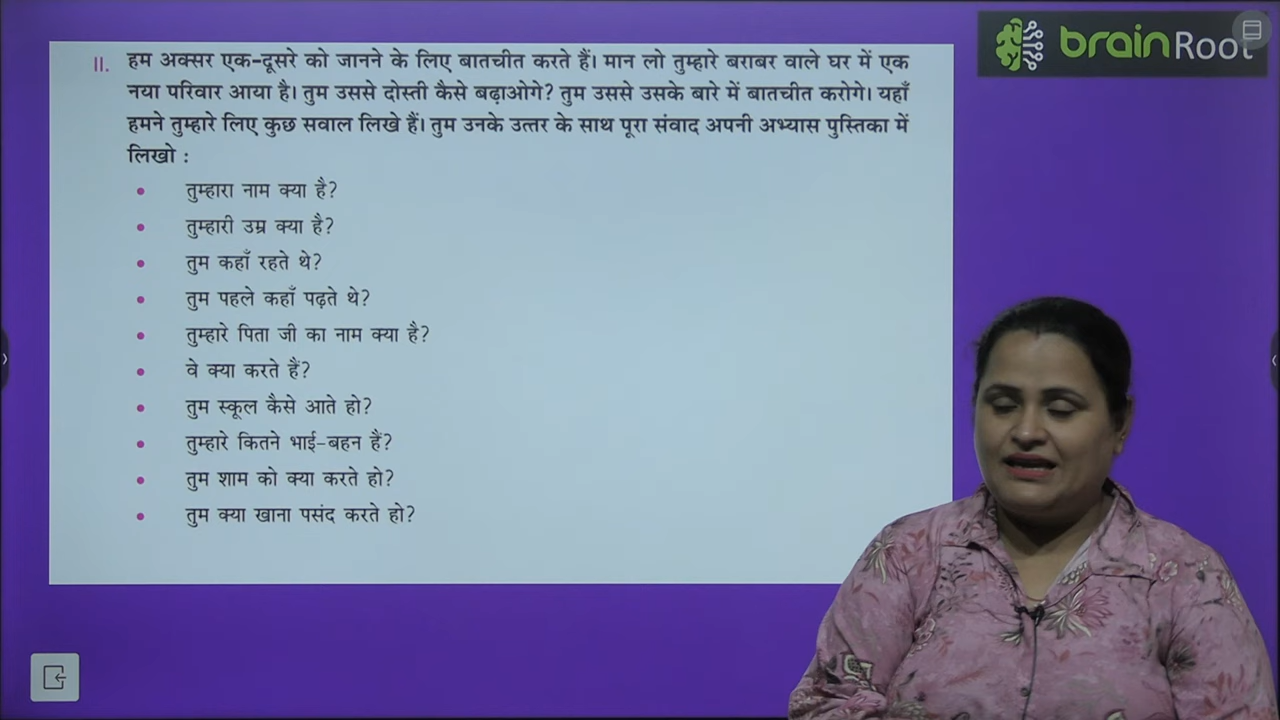 brainRoot
II. हम अक्सर एक-दूसरे को जानने के लिए बातचीत करते हैं। मान लो तुम्हारे बराबर वाले घर में एक
नया परिवार आया है। तुम उससे दोस्ती कैसे बढ़ाओगे? तुम उससे उसके बारे में बातचीत करोगे। यहाँ
हमने तुम्हारे लिए कुछ सवाल लिखे हैं। तुम उनके उत्तर के साथ पूरा संवाद अपनी अभ्यास पुस्तिका में
लिखो :
• तुम्हारा नाम क्या है?
• तुम्हारी उम्र क्या है?
• तुम कहाँ रहते थे?
• तुम पहले कहाँ पढ़ते थे?
• तुम्हारे पिता जी का नाम क्या है?
• वे क्या करते हैं?
• तुम स्कूल कैसे आते हो?
• तुम्हारे कितने भाई-बहन हैं?
• तुम शाम को क्या करते हो?
• तुम क्या खाना पसंद करते हो?